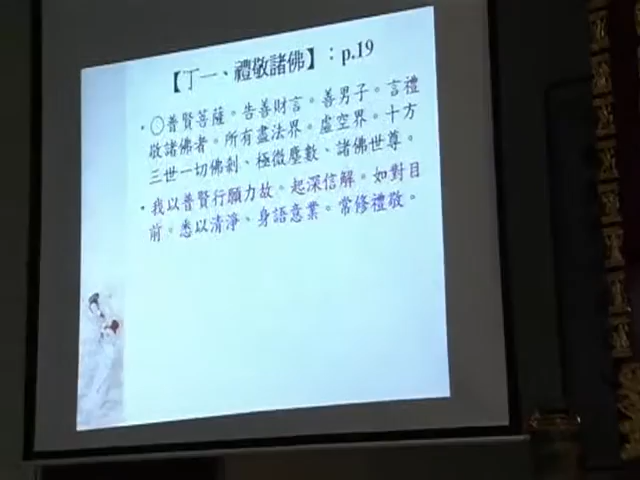 【丁一、禮敬諸佛】：p.19
•〇普賢菩薩。告善財言。善男子。言禮
敬諸佛者。所有盡法界。虛空界。十方
三世一切佛剎、極微塵數、諸佛世尊。
•我以普賢行願力故。起深信解。如對目
前。悉以清淨、身語意業。常修禮敬。